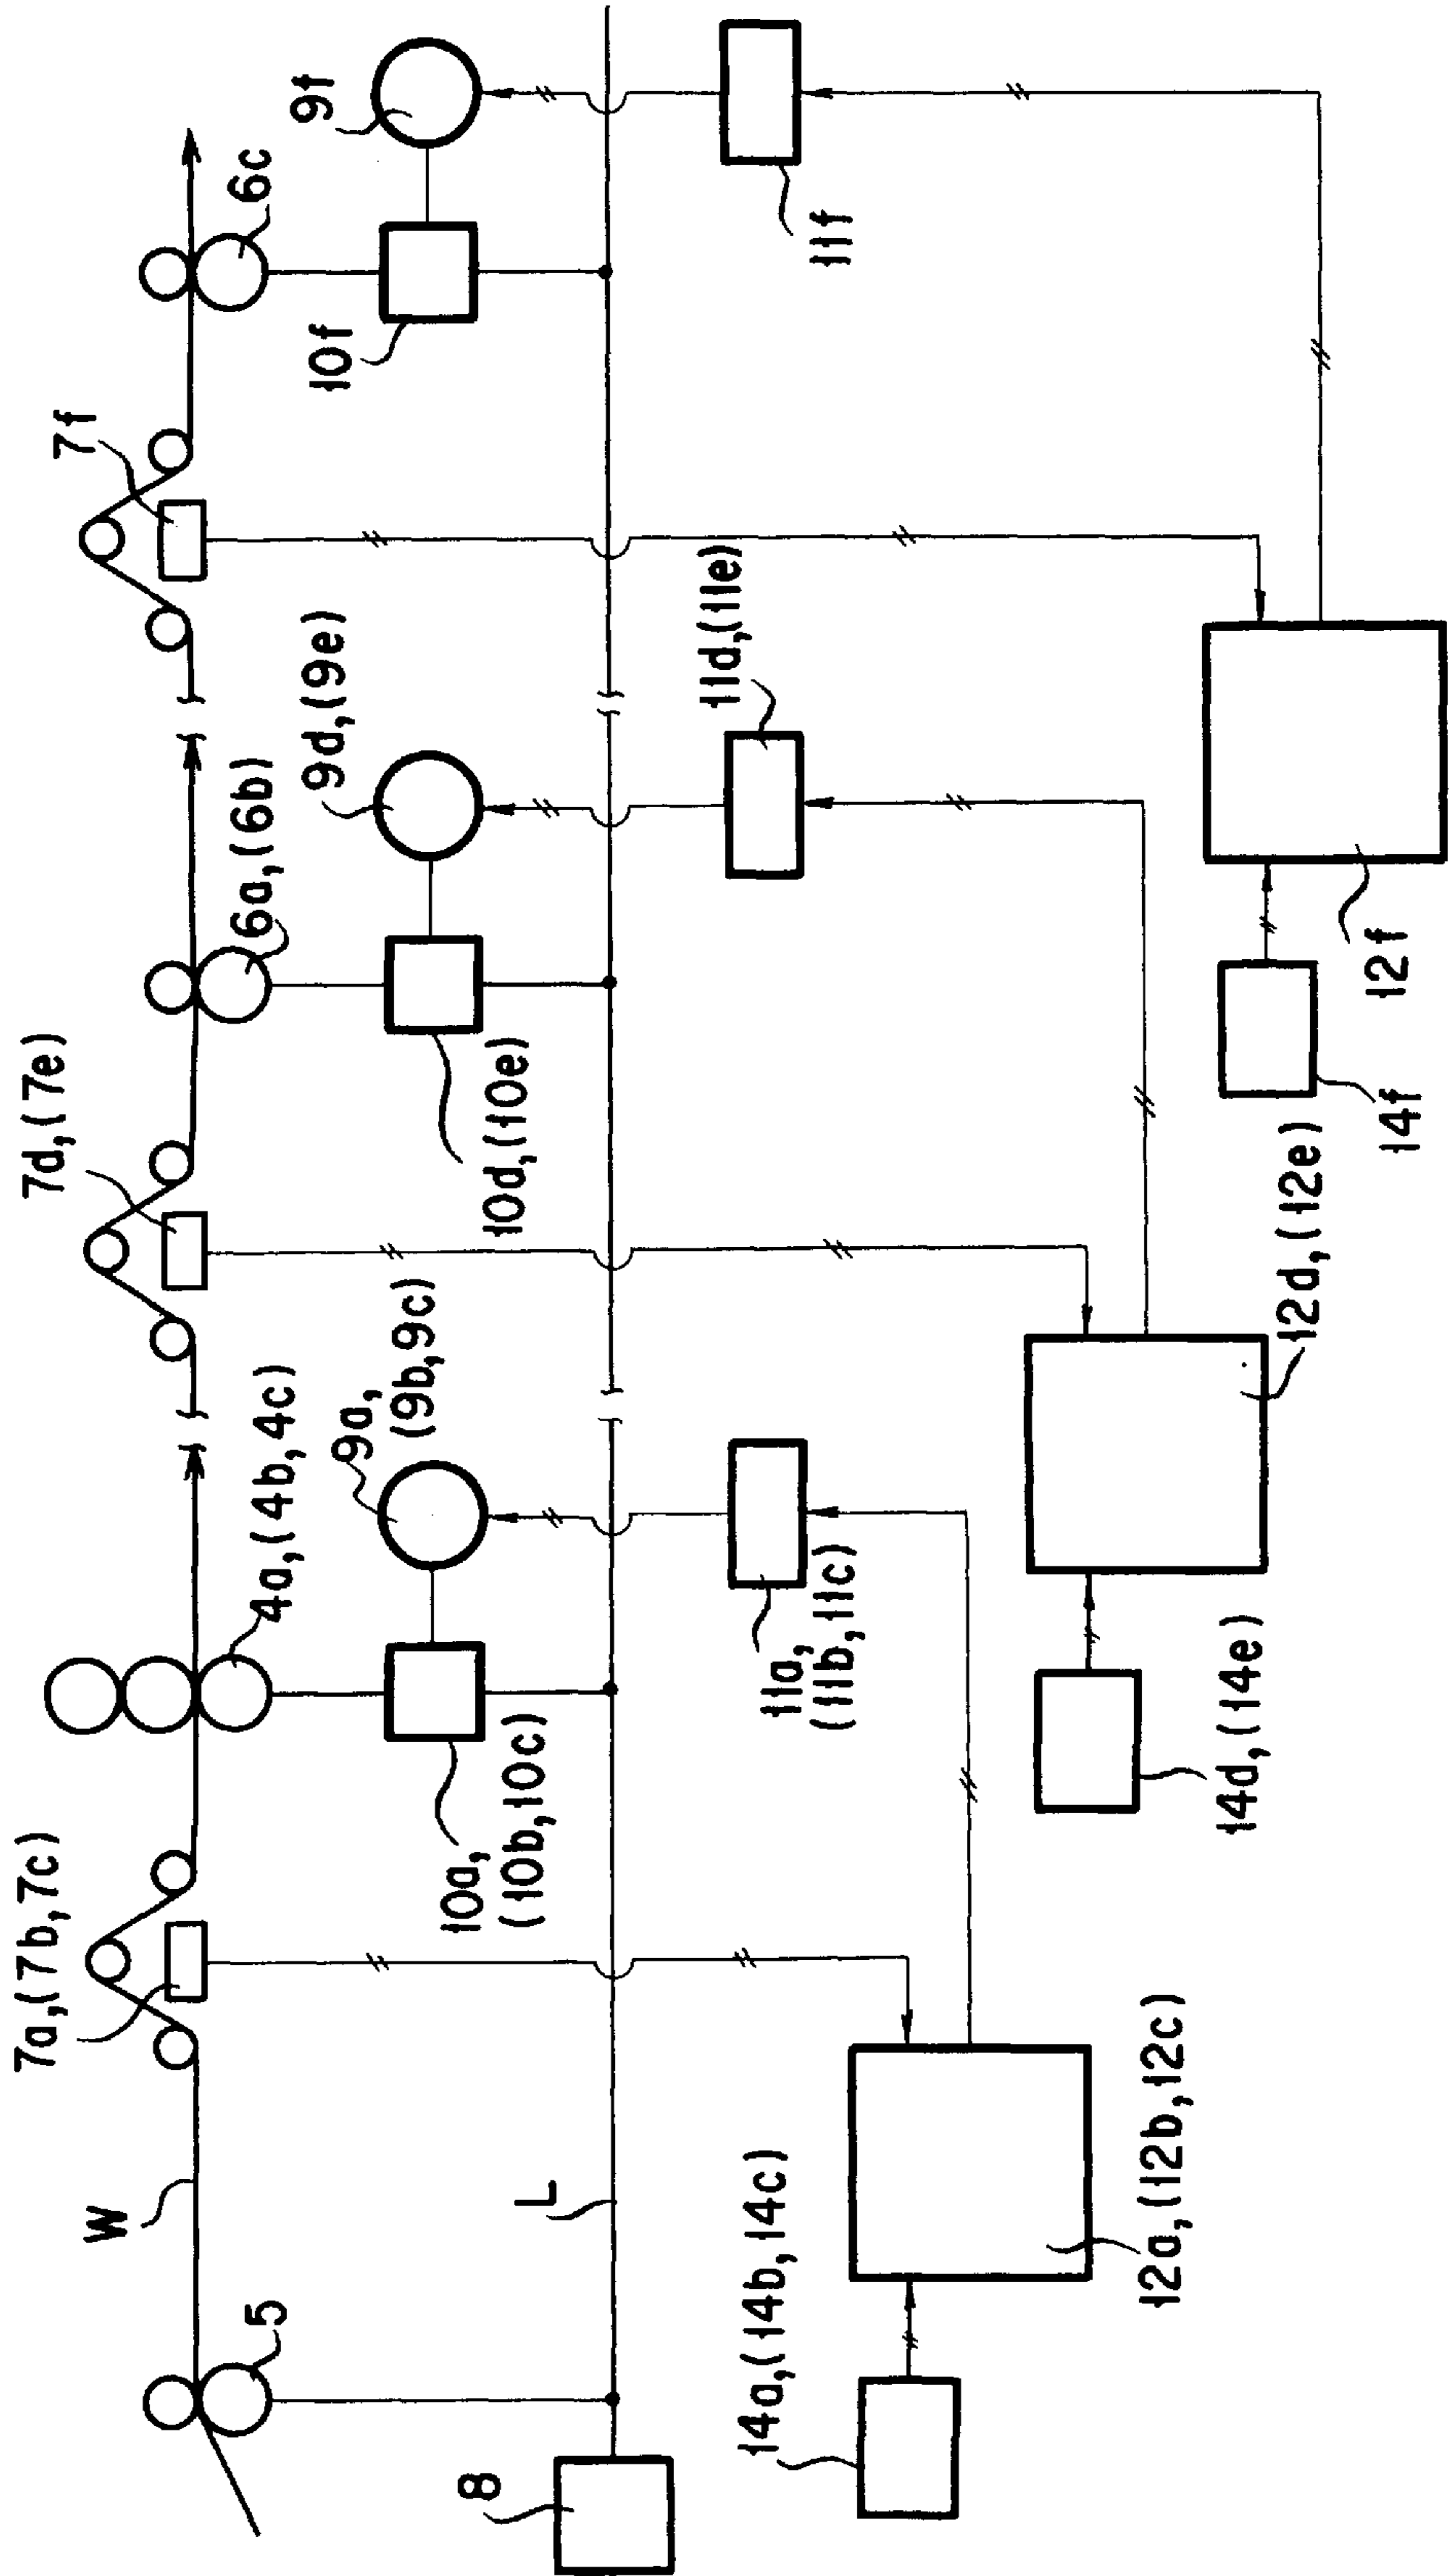 7a,(7b,7c)
7d,(7e)
7f
W
5
4a,(4b,4c)
6a,(6b)
6c
9a,
(9b,9c)
9d,(9e)
9f
8
L
10a,
(10b,10c)
10d,(10e)
10f
11a,
(11b,11c)
11d,(11e)
11f
14a,(14b,14c)
12a,(12b,12c)
14d,(14e)
12d,(12e)
14f
12f